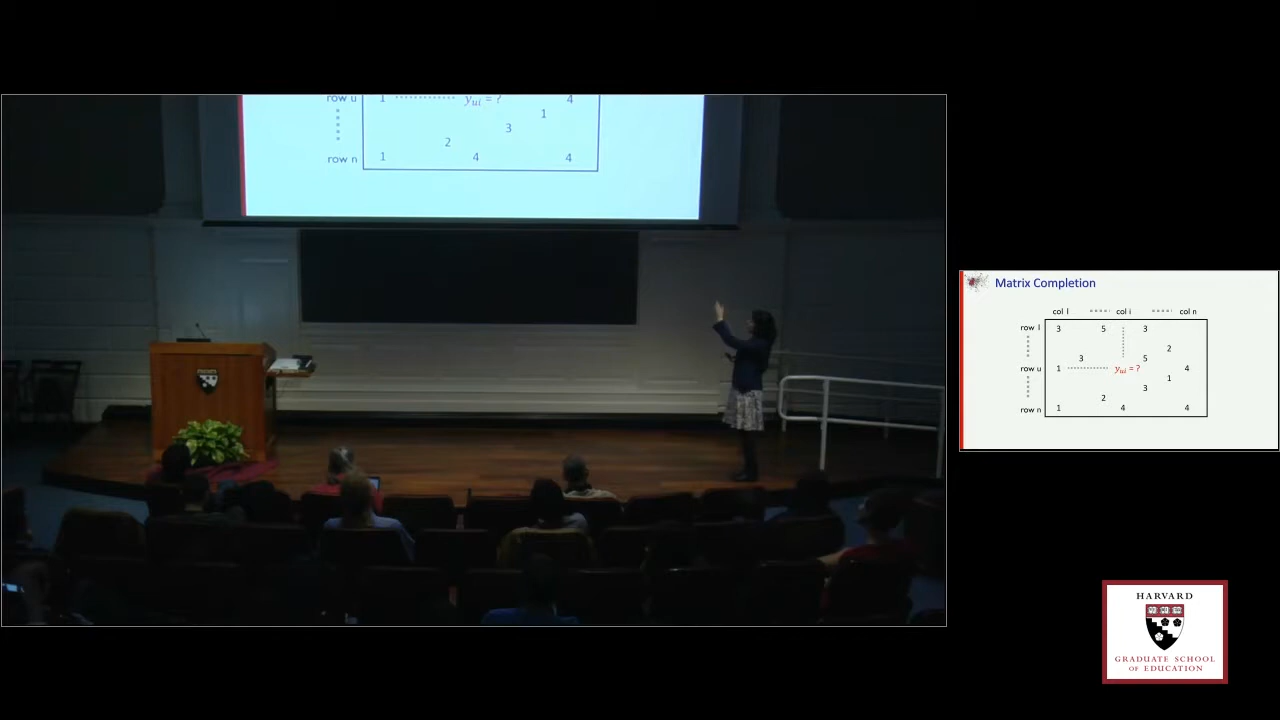 row u 1 ············ yui = ? 4
1
3
2
row n 1 4 4
Matrix Completion
col 1 ····· col i ····· col n
row 1 3 5 3
2
3 5
row u 1 ············ yui = ? 4
1
3
2
row n 1 4 4
HARVARD
GRADUATE SCHOOL
OF EDUCATION